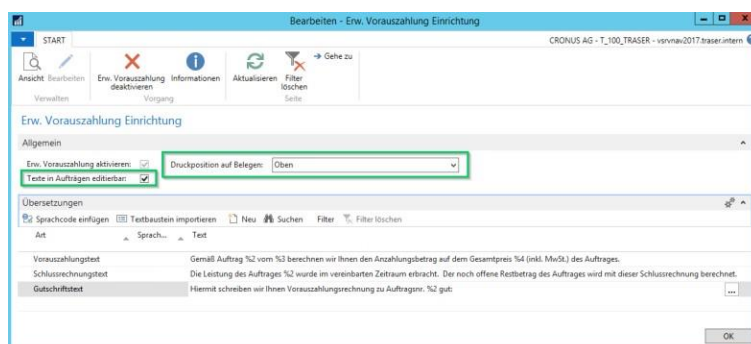 Bearbeiten - Erw. Vorauszahlung Einrichtung
START
CRONUS AG - T_100_TRASER - vsrvnav2017.traser.intern
Ansicht Bearbeiten Erw. Vorauszahlung deaktivieren Informationen Aktualisieren Filter löschen Gehe zu
Verwalten Vorgang Seite
Erw. Vorauszahlung Einrichtung
Allgemein
Erw. Vorauszahlung aktivieren: Druckposition auf Belegen: Oben
Texte in Aufträgen editierbar:
Übersetzungen
Sprachcode einfügen Textbaustein importieren Neu Suchen Filter Filter löschen
Art Sprach... Text
Vorauszahlungstext Gemäß Auftrag %2 vom %3 berechnen wir Ihnen den Anzahlungsbetrag auf dem Gesamtpreis %4 (inkl. MwSt.) des Auftrages.
Schlussrechnungstext Die Leistung des Auftrages %2 wurde im vereinbarten Zeitraum erbracht. Der noch offene Restbetrag des Auftrages wird mit dieser Schlussrechnung berechnet.
Gutschriftstext Hiermit schreiben wir Ihnen Vorauszahlungsrechnung zu Auftragsnr. %2 gut: ...
OK